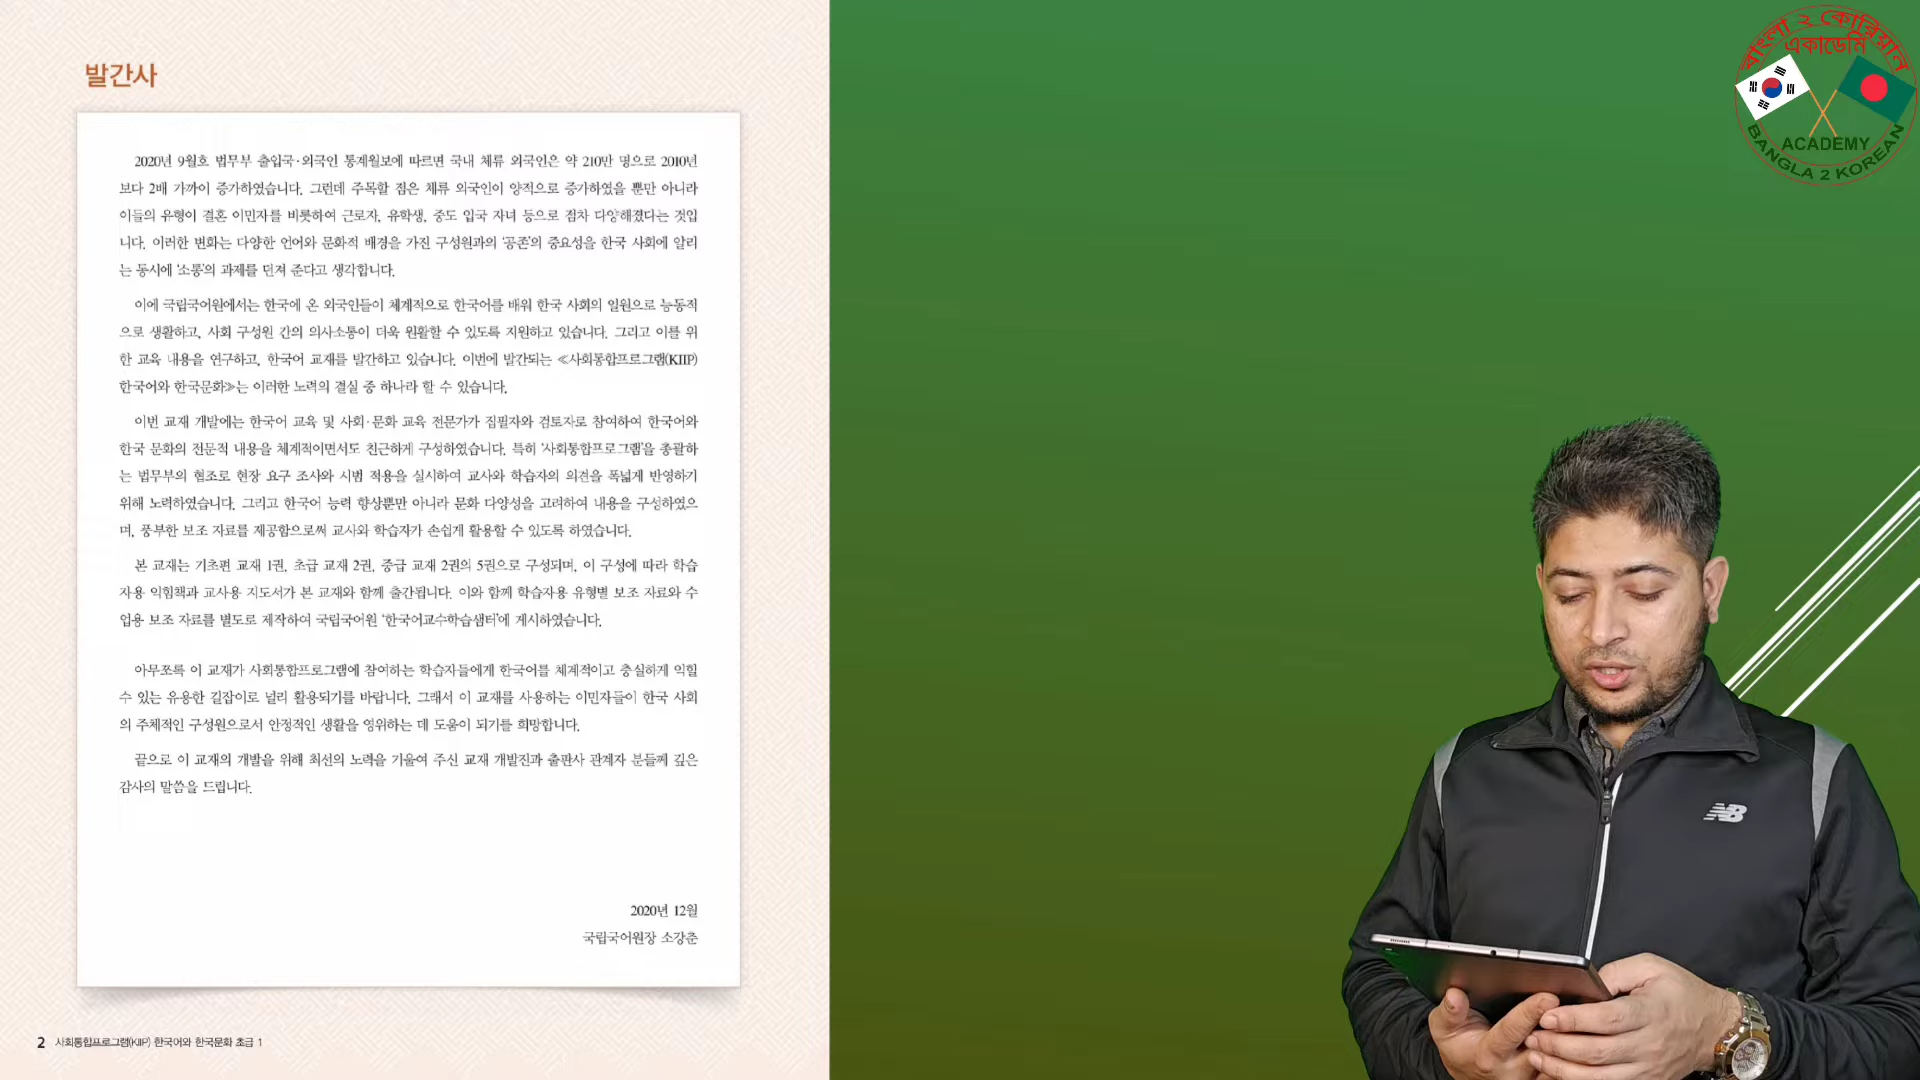 발간사
2020년 9월호 법무부 출입국·외국인 통계월보에 따르면 국내 체류 외국인은 약 210만 명으로 2010년
보다 2배 가까이 증가하였습니다. 그런데 주목할 점은 체류 외국인이 양적으로 증가하였을 뿐만 아니라
이들의 유형이 결혼 이민자를 비롯하여 근로자, 유학생, 중도 입국 자녀 등으로 점차 다양해졌다는 것입
니다. 이러한 변화는 다양한 언어와 문화적 배경을 가진 구성원과의 '공존'의 중요성을 한국 사회에 알리
는 동시에 '소통'의 과제를 던져 준다고 생각합니다.
이에 국립국어원에서는 한국에 온 외국인들이 체계적으로 한국어를 배워 한국 사회의 일원으로 능동적
으로 생활하고, 사회 구성원 간의 의사소통이 더욱 원활할 수 있도록 지원하고 있습니다. 그리고 이를 위
한 교육 내용을 연구하고, 한국어 교재를 발간하고 있습니다. 이번에 발간되는 ≪사회통합프로그램(KIIP)
한국어와 한국문화≫는 이러한 노력의 결실 중 하나라 할 수 있습니다.
이번 교재 개발에는 한국어 교육 및 사회·문화 교육 전문가가 집필자와 검토자로 참여하여 한국어와
한국 문화의 전문적 내용을 체계적이면서도 친근하게 구성하였습니다. 특히 '사회통합프로그램'을 총괄하
는 법무부의 협조로 현장 요구 조사와 시범 적용을 실시하여 교사와 학습자의 의견을 폭넓게 반영하기
위해 노력하였습니다. 그리고 한국어 능력 향상뿐만 아니라 문화 다양성을 고려하여 내용을 구성하였으
며, 풍부한 보조 자료를 제공함으로써 교사와 학습자가 손쉽게 활용할 수 있도록 하였습니다.
본 교재는 기초편 교재 1권, 초급 교재 2권, 중급 교재 2권의 5권으로 구성되며, 이 구성에 따라 학습
자용 익힘책과 교사용 지도서가 본 교재와 함께 출간됩니다. 이와 함께 학습자용 유형별 보조 자료와 수
업용 보조 자료를 별도로 제작하여 국립국어원 '한국어교수학습샘터'에 게시하였습니다.
아무쪼록 이 교재가 사회통합프로그램에 참여하는 학습자들에게 한국어를 체계적이고 충실하게 익힐
수 있는 유용한 길잡이로 널리 활용되기를 바랍니다. 그래서 이 교재를 사용하는 이민자들이 한국 사회
의 주체적인 구성원으로서 안정적인 생활을 영위하는 데 도움이 되기를 희망합니다.
끝으로 이 교재의 개발을 위해 최선의 노력을 기울여 주신 교재 개발진과 출판사 관계자 분들께 깊은
감사의 말씀을 드립니다.
2020년 12월
국립국어원장 소강춘
2 사회통합프로그램(KIIP) 한국어와 한국문화 초급 1
বাংলা ২ কোরিয়ান
একাডেমি
ACADEMY
BANGLA 2 KOREAN
NB